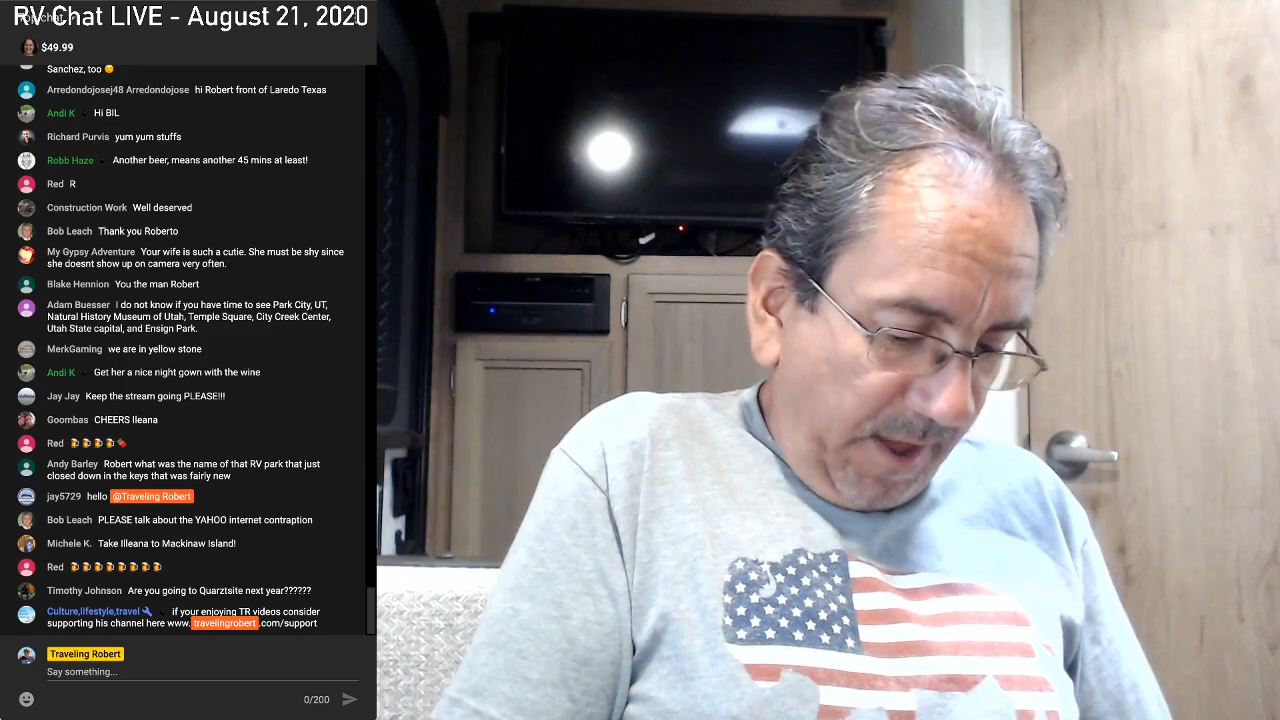 RV Chat LIVE - August 21, 2020
$49.99
Sanchez, too
Arredondojosej48 Arredondojose hi Robert front of Laredo Texas
Andi K Hi BIL
Richard Purvis yum yum stuffs
Robb Haze Another beer, means another 45 mins at least!
Red R
Construction Work Well deserved
Bob Leach Thank you Roberto
My Gypsy Adventure Your wife is such a cutie. She must be shy since
she doesnt show up on camera very often.
Blake Hennion You the man Robert
Adam Buesser I do not know if you have time to see Park City, UT,
Natural History Museum of Utah, Temple Square, City Creek Center,
Utah State capital, and Ensign Park.
MerkGaming we are in yellow stone
Andi K Get her a nice night gown with the wine
Jay Jay Keep the stream going PLEASE!!!
Goombas CHEERS Ileana
Red 🍺🍺🍺🍺
Andy Barley Robert what was the name of that RV park that just
closed down in the keys that was fairly new
jay5729 hello @Traveling Robert
Bob Leach PLEASE talk about the YAHOO internet contraption
Michele K. Take Illeana to Mackinaw Island!
Red 🍺🍺🍺🍺🍺🍺🍺🍺
Timothy Johnson Are you going to Quarztsite next year??????
Culture,lifestyle,travel if your enjoying TR videos consider
supporting his channel here www.travelingrobert.com/support
Traveling Robert
Say something...
0/200